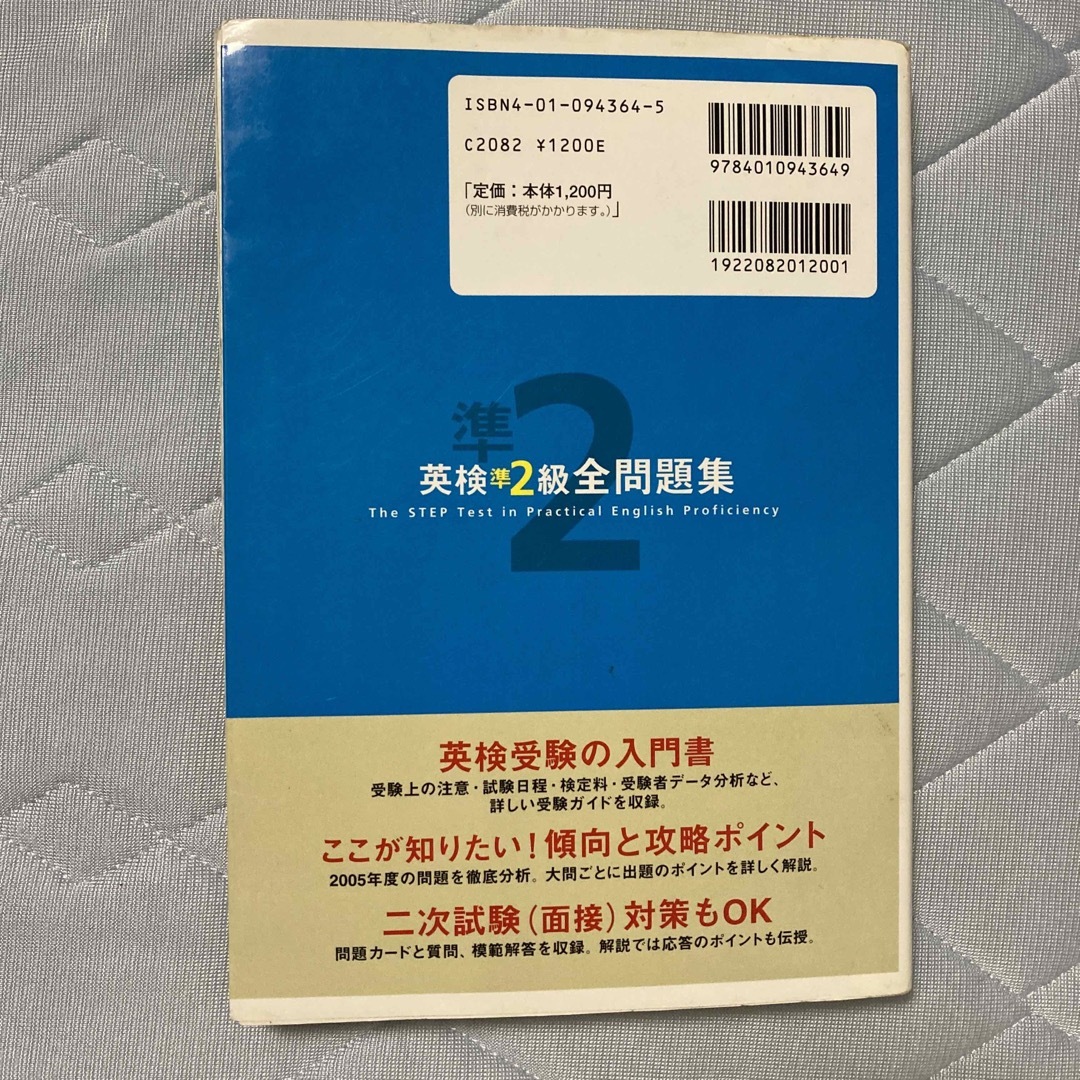 ISBN4-01-094364-5
C2082 ¥1200E
「定価：本体1,200円
（別に消費税がかかります。）」
9784010943649
1922082012001
準2
英検準2級全問題集
The STEP Test in Practical English Proficiency
英検受験の入門書
受験上の注意・試験日程・検定料・受験者データ分析など、
詳しい受験ガイドを収録。
ここが知りたい！傾向と攻略ポイント
2005年度の問題を徹底分析。大問ごとに出題のポイントを詳しく解説。
二次試験（面接）対策もOK
問題カードと質問、模範解答を収録。解説では応答のポイントも伝授。